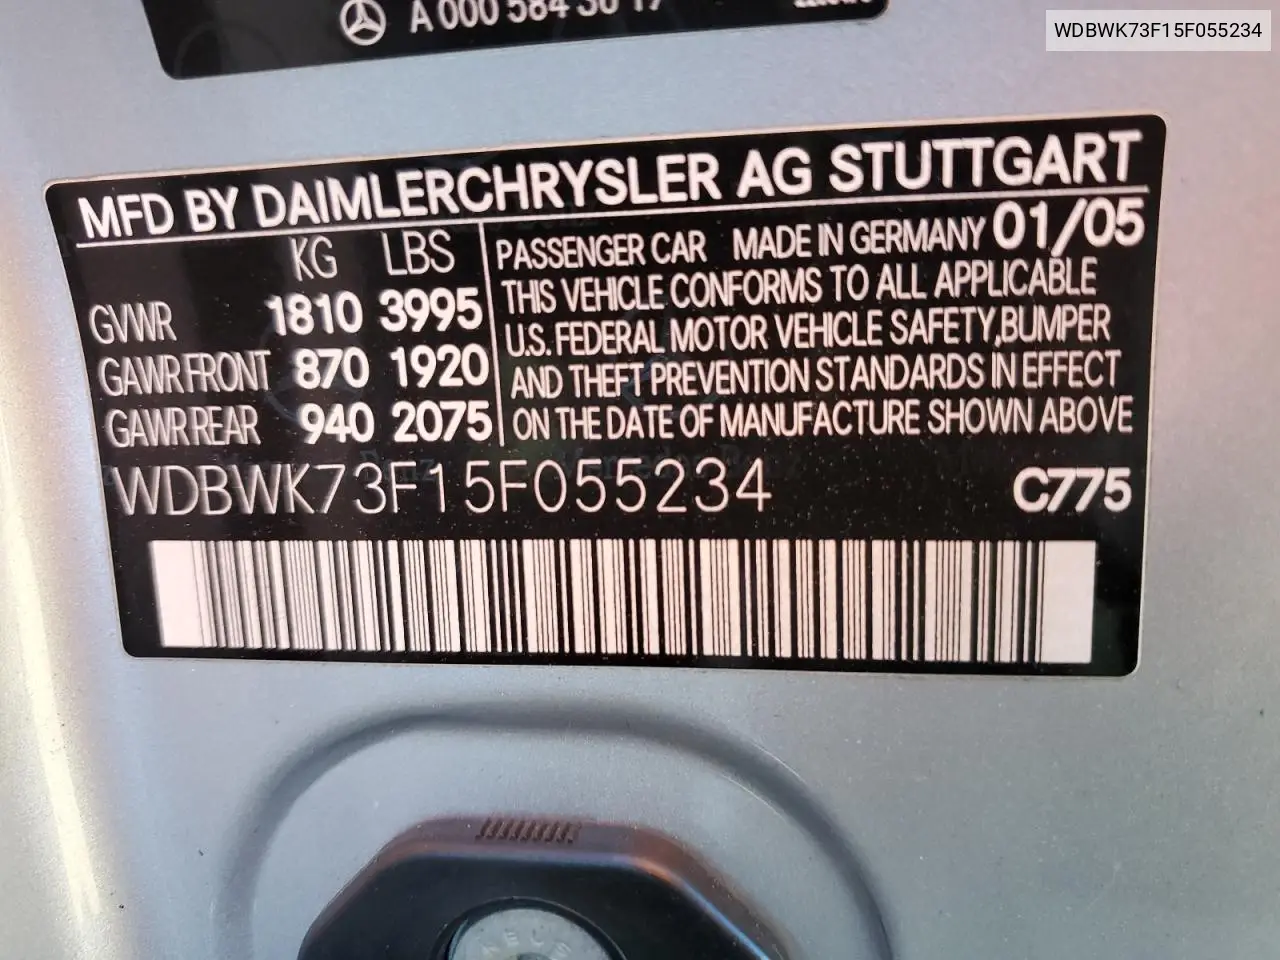 WDBWK73F15F055234
A 000 584
MFD BY DAIMLERCHRYSLER AG STUTTGART
KG LBS
GVWR 1810 3995
GAWR FRONT 870 1920
GAWR REAR 940 2075
PASSENGER CAR MADE IN GERMANY 01/05
THIS VEHICLE CONFORMS TO ALL APPLICABLE
U.S. FEDERAL MOTOR VEHICLE SAFETY,BUMPER
AND THEFT PREVENTION STANDARDS IN EFFECT
ON THE DATE OF MANUFACTURE SHOWN ABOVE
WDBWK73F15F055234 C775